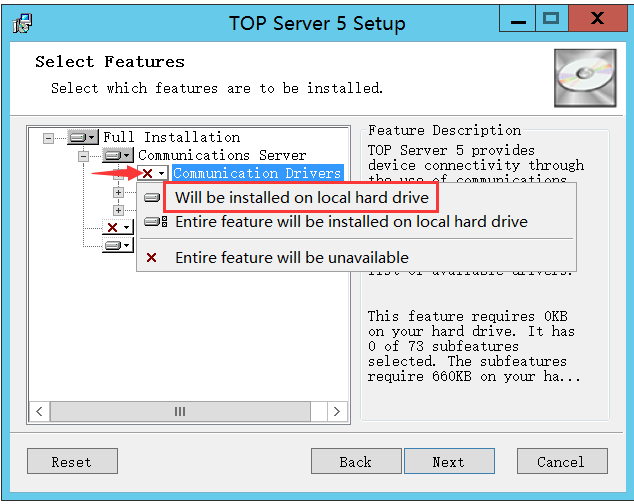 TOP Server 5 Setup
Select Features
Select which features are to be installed.
Full Installation
Communications Server
Communication Drivers
Will be installed on local hard drive
Entire feature will be installed on local hard drive
Entire feature will be unavailable
Feature Description
TOP Server 5 provides
device connectivity through
the use of communications
list of available drivers.
This feature requires 0KB
on your hard drive. It has
0 of 73 subfeatures
selected. The subfeatures
require 660KB on your ha...
Reset
Back
Next
Cancel